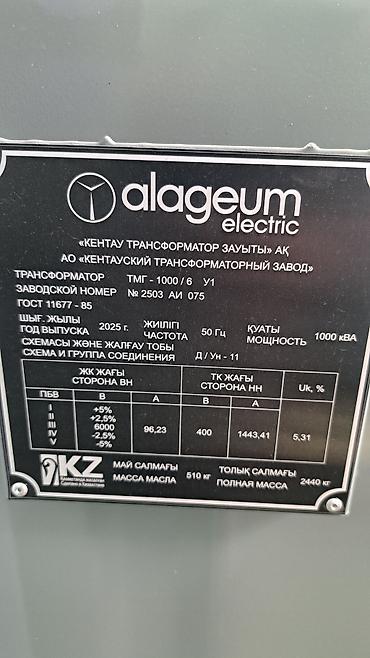 alageum
electric
«КЕНТАУ ТРАНСФОРМАТОР ЗАУЫТЫ» АҚ
АО «КЕНТАУСКИЙ ТРАНСФОРМАТОРНЫЙ ЗАВОД»
ТРАНСФОРМАТОР ТМГ - 1000 / 6 У1
ЗАВОДСКОЙ НОМЕР № 2503 АИ 075
ГОСТ 11677 - 85
ШЫҒ. ЖЫЛЫ ЖИІЛІГІ ҚУАТЫ
ГОД ВЫПУСКА 2025 г. ЧАСТОТА 50 Гц МОЩНОСТЬ 1000 кВА
СХЕМАСЫ ЖӘНЕ ЖАЛҒАУ ТОБЫ
СХЕМА И ГРУППА СОЕДИНЕНИЯ Д / Ун - 11
ЖК ЖАҒЫ ТК ЖАҒЫ
СТОРОНА ВН СТОРОНА НН Uk, %
ПБВ В А В А
I +5%
II +2,5%
III 6000 96,23 400 1443,41 5,31
IV -2,5%
V -5%
KZ
Қазақстанда жасалған
Сделано в Казахстане
МАЙ САЛМАҒЫ ТОЛЫҚ САЛМАҒЫ
МАССА МАСЛА 510 кг ПОЛНАЯ МАССА 2440 кг